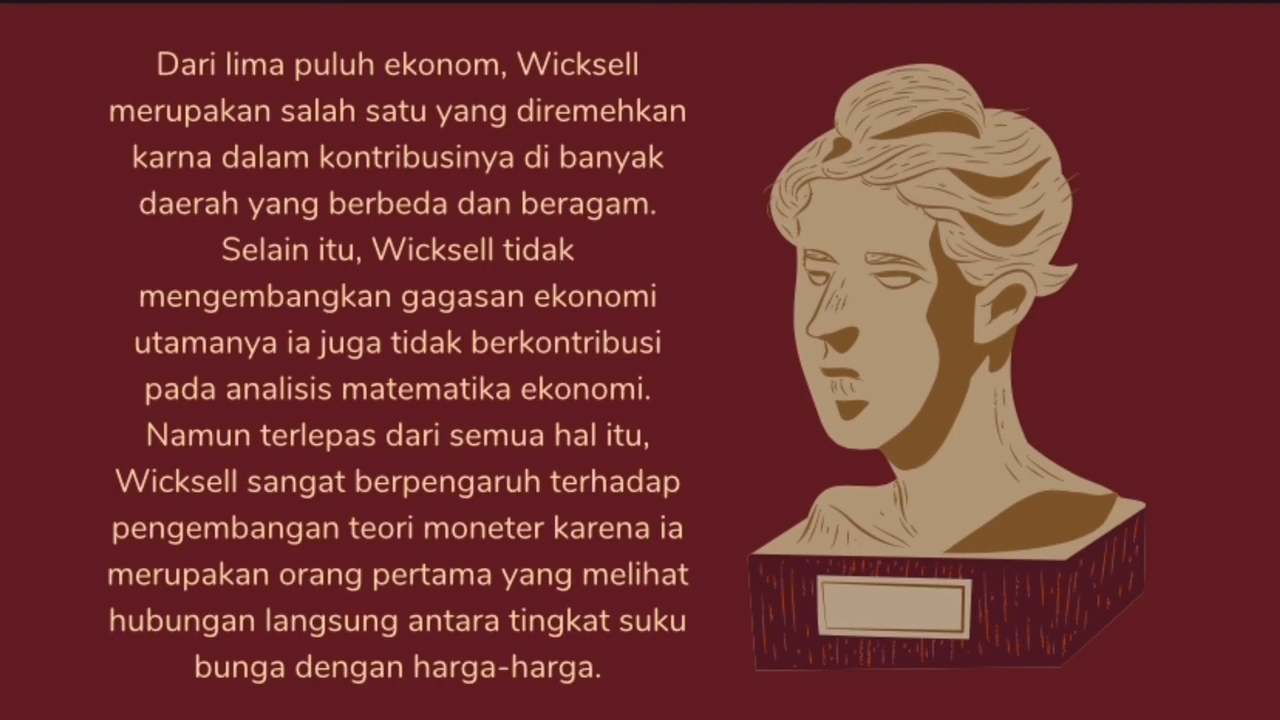 Dari lima puluh ekonom, Wicksell
merupakan salah satu yang diremehkan
karna dalam kontribusinya di banyak
daerah yang berbeda dan beragam.
Selain itu, Wicksell tidak
mengembangkan gagasan ekonomi
utamanya ia juga tidak berkontribusi
pada analisis matematika ekonomi.
Namun terlepas dari semua hal itu,
Wicksell sangat berpengaruh terhadap
pengembangan teori moneter karena ia
merupakan orang pertama yang melihat
hubungan langsung antara tingkat suku
bunga dengan harga-harga.